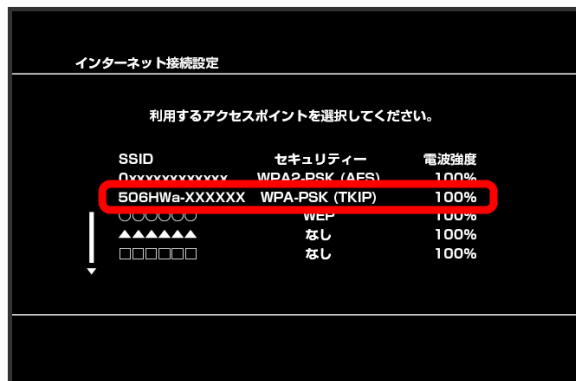 インターネット接続設定
利用するアクセスポイントを選択してください。
SSID セキュリティー 電波強度
0xxxxxxxxxxxx WPA2-PSK (AES) 100%
506HWa-XXXXXX WPA-PSK (TKIP) 100%
○○○○○○ WEP 100%
▲▲▲▲▲▲ なし 100%
□□□□□□ なし 100%